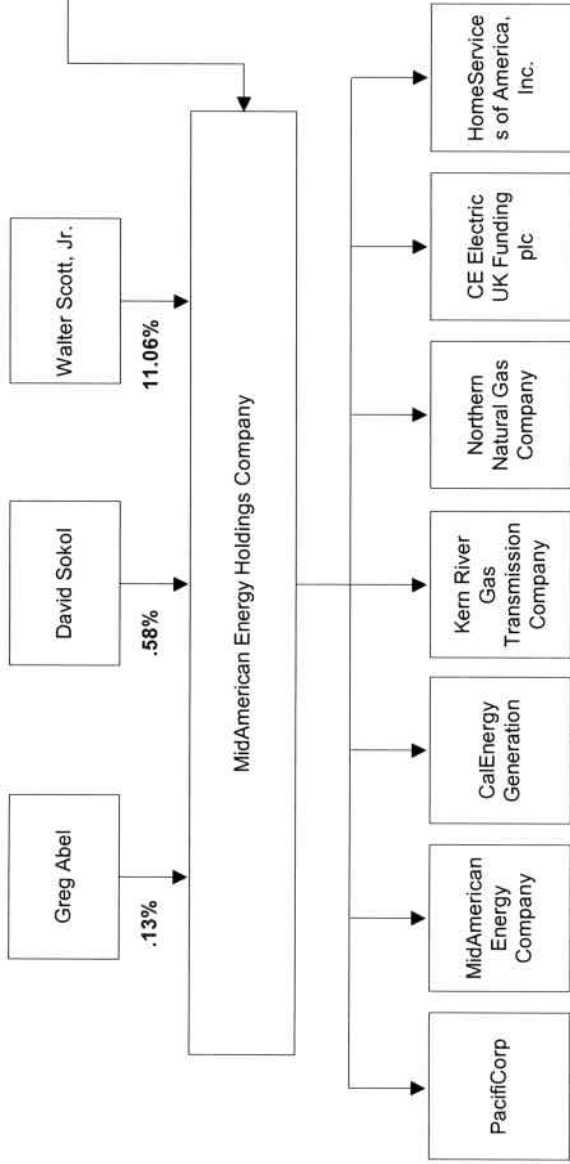 Greg Abel
David Sokol
Walter Scott, Jr.
.13%
.58%
11.06%
MidAmerican Energy Holdings Company
PacifiCorp
MidAmerican
Energy
Company
CalEnergy
Generation
Kern River
Gas
Transmission
Company
Northern
Natural Gas
Company
CE Electric
UK Funding
plc
HomeService
s of America,
Inc.